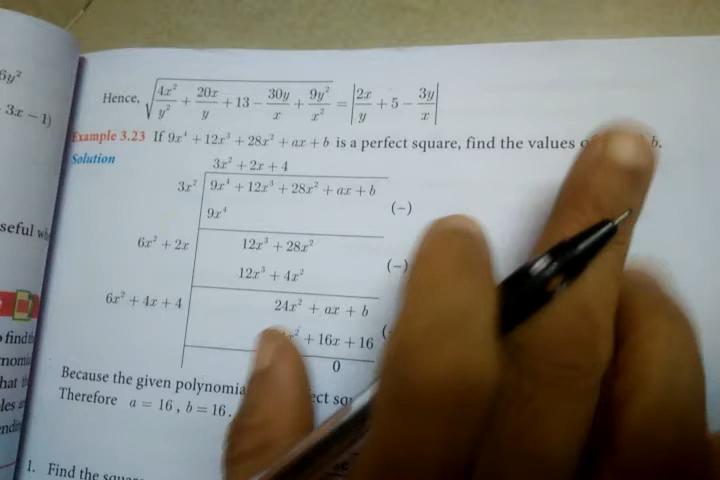 6y²
3x − 1)
seful
find
Hence, √(4x²/y² + 20x/y + 13 − 30y/x + 9y²/x²) = |2x/y + 5 − 3y/x|
Example 3.23 If 9x⁴ + 12x³ + 28x² + ax + b is a perfect square, find the values b.
Solution
3x² + 2x + 4
3x² 9x⁴ + 12x³ + 28x² + ax + b
9x⁴ (−)
6x² + 2x 12x³ + 28x²
12x³ + 4x² (−)
6x² + 4x + 4 24x² + ax + b
+ 16x + 16 (
0
Because the given
Therefore a = 16 , b = 16.
1. Find the